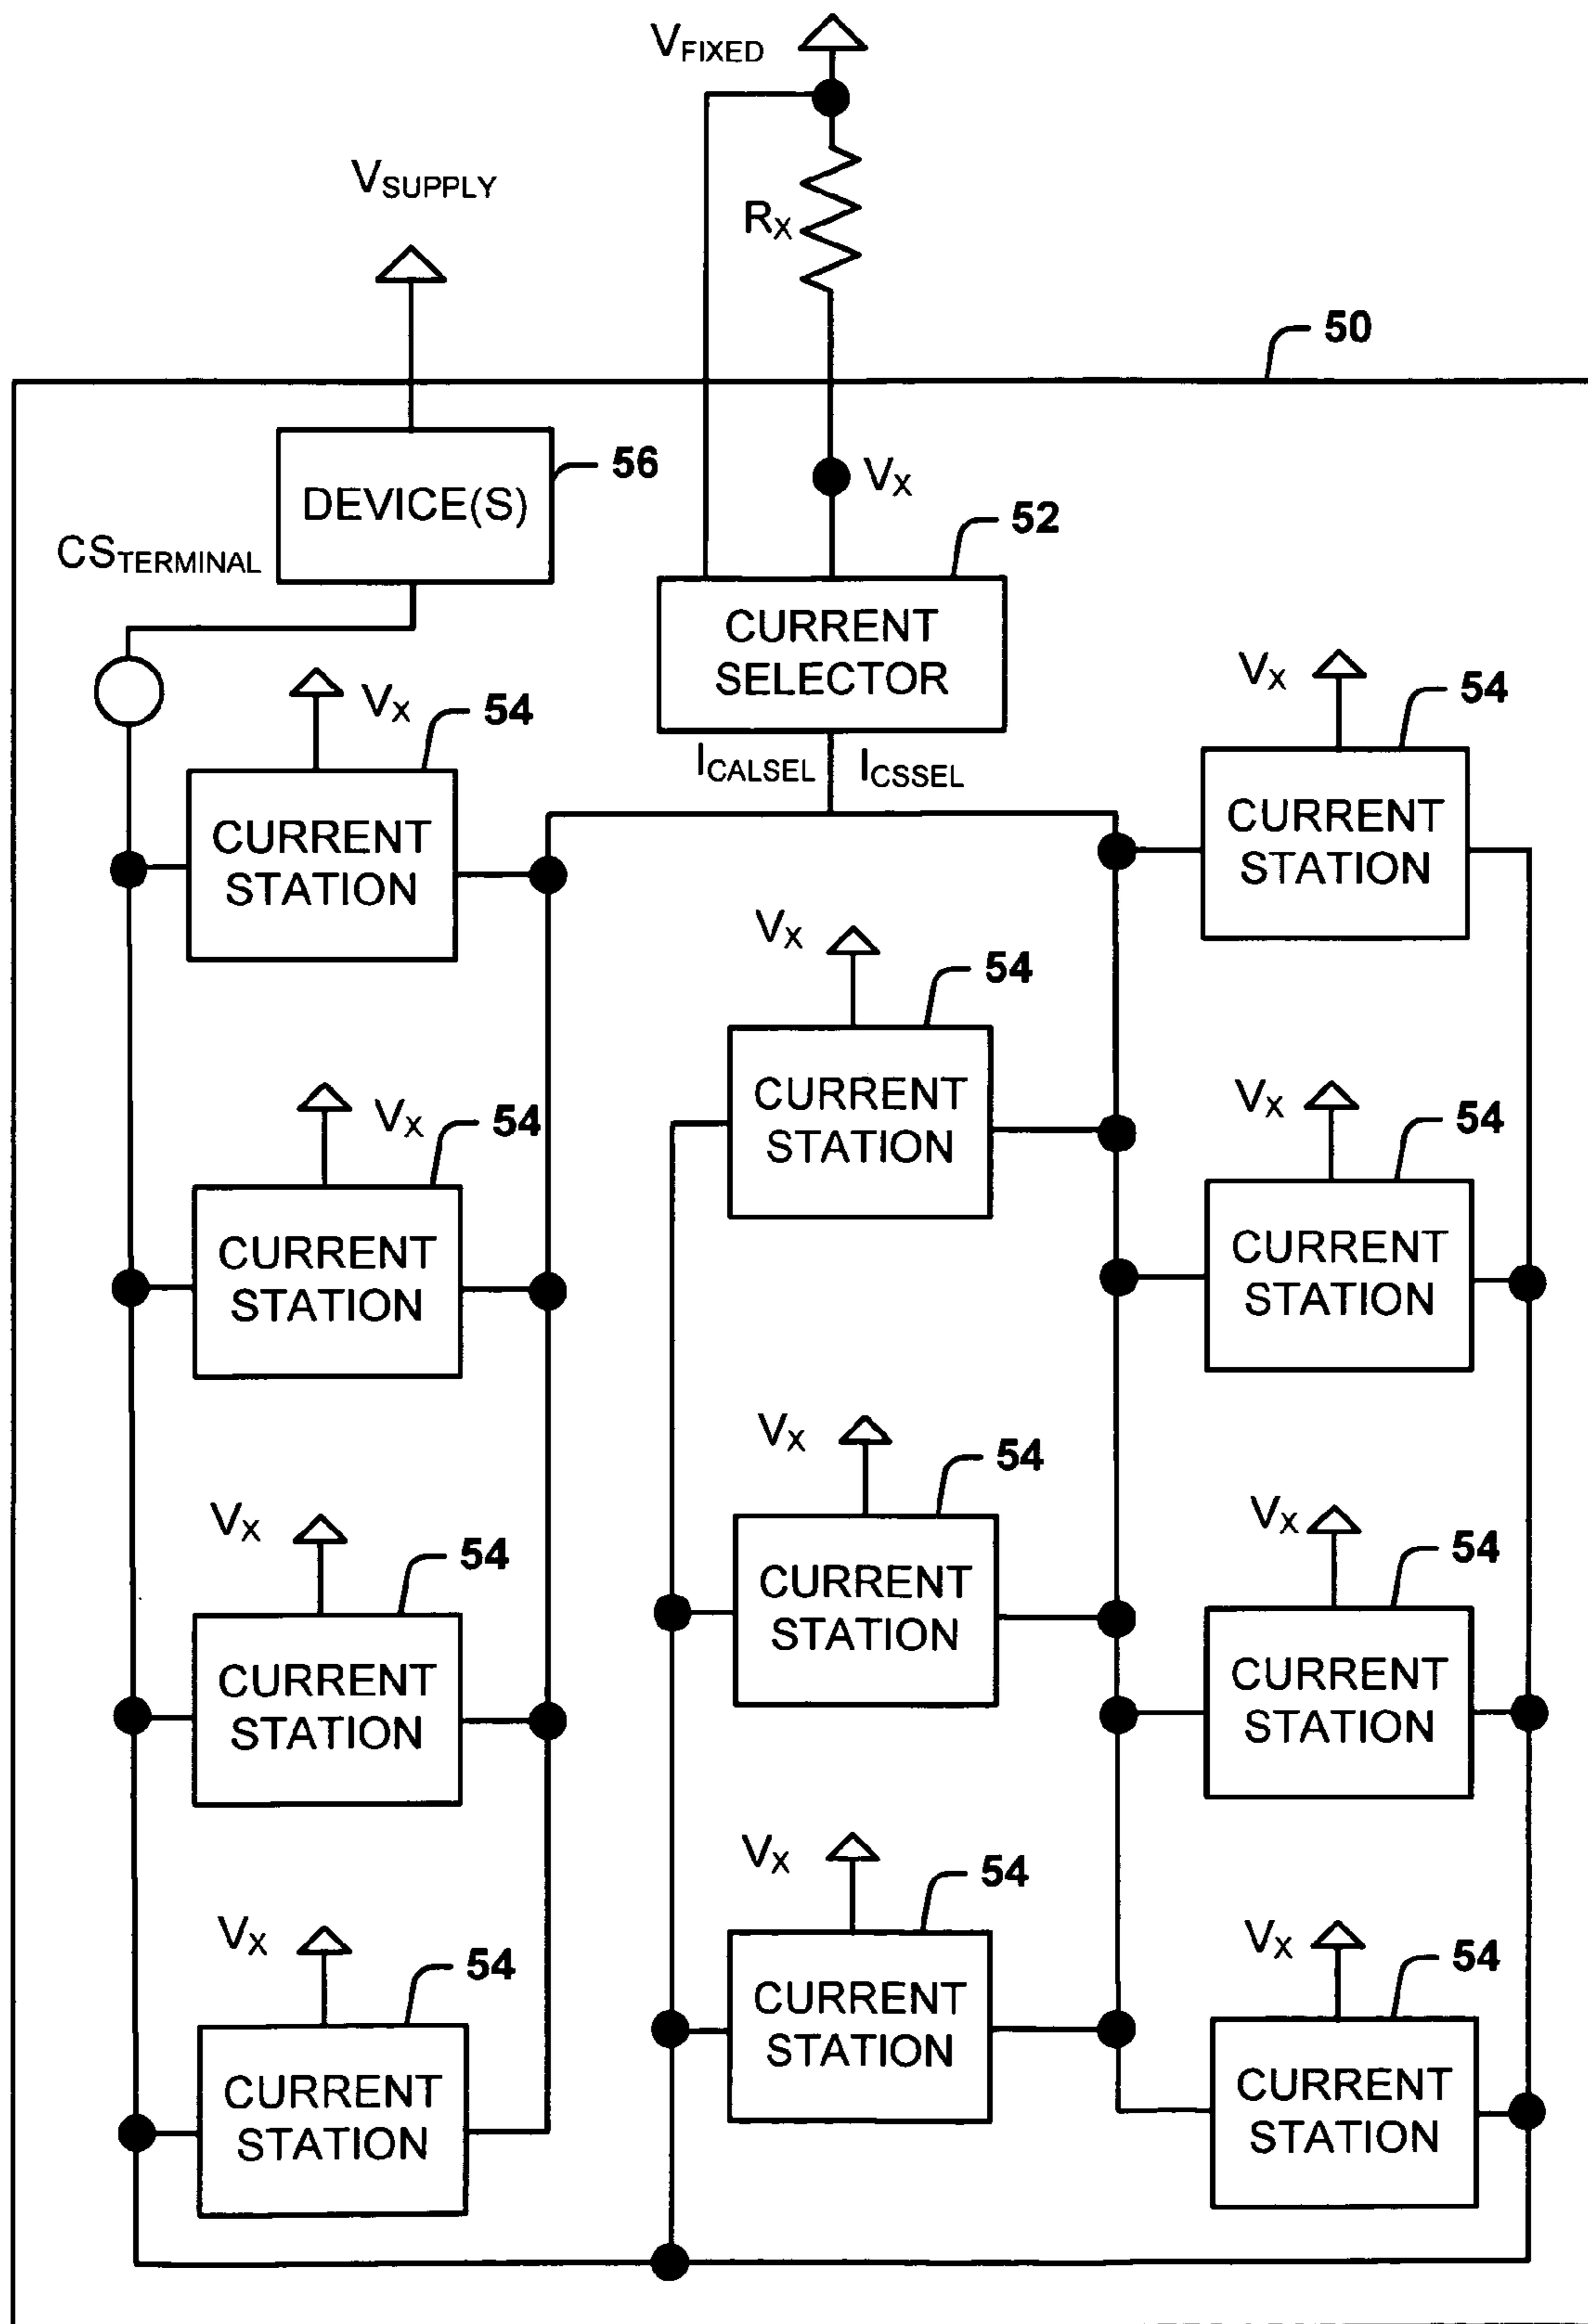 VFIXED
VSUPPLY
RX
50
56
DEVICE(S)
VX
52
CSTERMINAL
CURRENT
SELECTOR
ICALSEL ICSSEL
VX 54
CURRENT
STATION
VX 54
CURRENT
STATION
VX 54
CURRENT
STATION
VX 54
CURRENT
STATION
VX 54
CURRENT
STATION
VX 54
CURRENT
STATION
VX 54
CURRENT
STATION
VX 54
CURRENT
STATION
VX 54
CURRENT
STATION
VX 54
CURRENT
STATION
VX 54
CURRENT
STATION